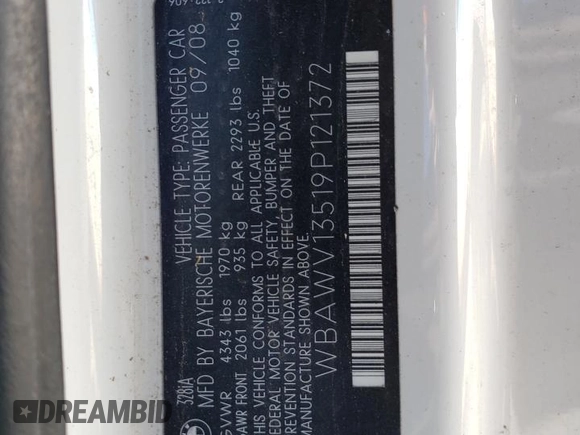 328IA
VEHICLE TYPE: PASSENGER CAR
MFD BY BAYERISCHE MOTORENWERKE 09/08
GVWR 4343 lbs 1970 kg
GAWR FRONT 2061 lbs 935 kg REAR 2293 lbs 1040 kg
THIS VEHICLE CONFORMS TO ALL APPLICABLE U.S.
FEDERAL MOTOR VEHICLE SAFETY, BUMPER AND THEFT
PREVENTION STANDARDS IN EFFECT ON THE DATE OF
MANUFACTURE SHOWN ABOVE.
WBAWV13519P121372
DREAMBID
dreambid.com